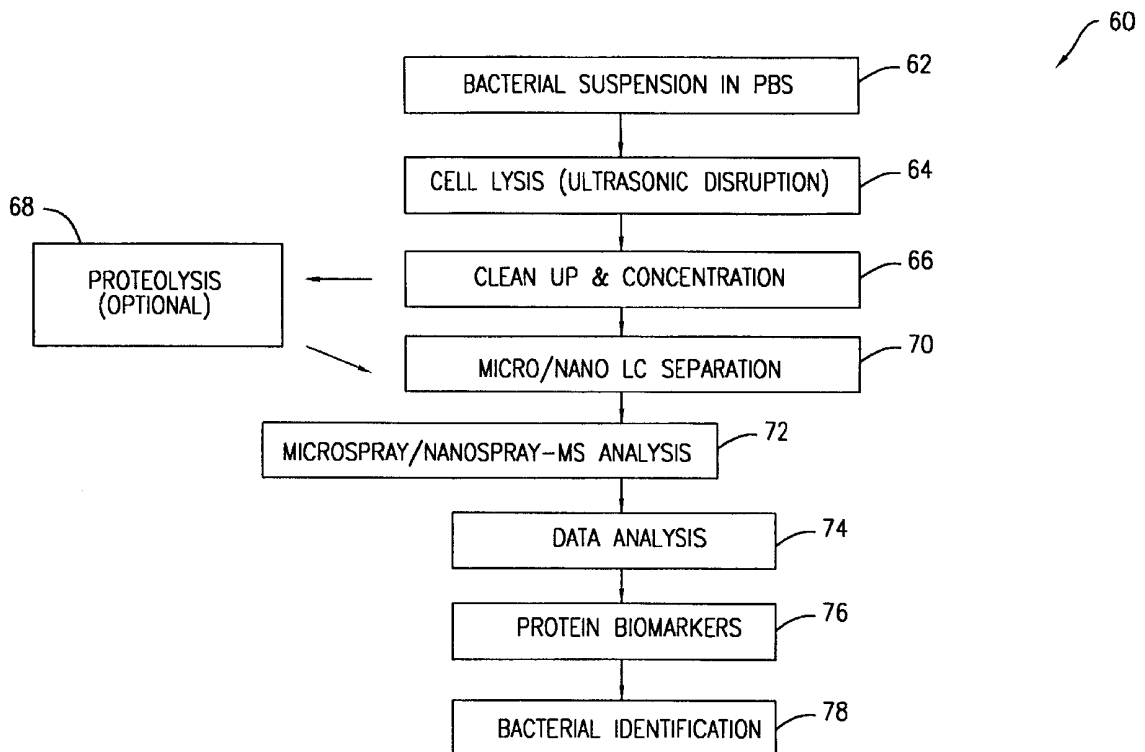 60
BACTERIAL SUSPENSION IN PBS
62
CELL LYSIS (ULTRASONIC DISRUPTION)
64
68
PROTEOLYSIS
(OPTIONAL)
CLEAN UP & CONCENTRATION
66
MICRO/NANO LC SEPARATION
70
MICROSPRAY/NANOSPRAY-MS ANALYSIS
72
DATA ANALYSIS
74
PROTEIN BIOMARKERS
76
BACTERIAL IDENTIFICATION
78